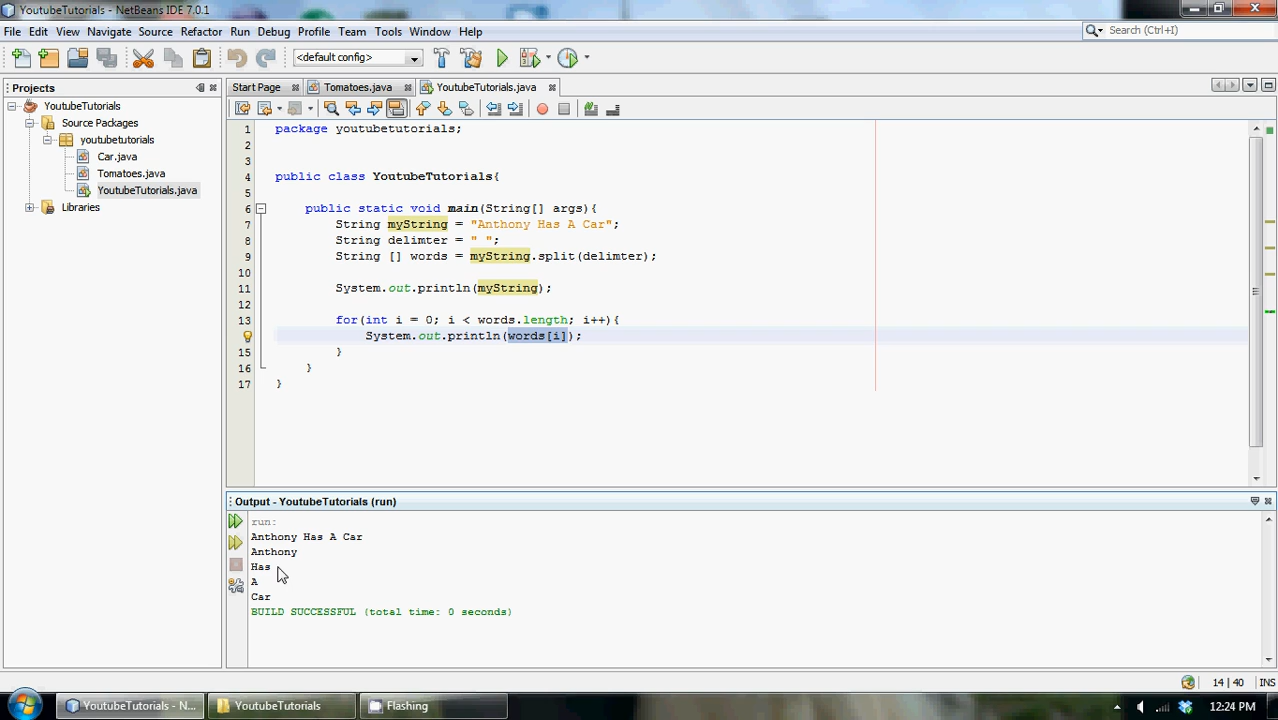 YoutubeTutorials - NetBeans IDE 7.0.1
File Edit View Navigate Source Refactor Run Debug Profile Team Tools Window Help
Search (Ctrl+I)
<default config>
Projects
Start Page
Tomatoes.java
YoutubeTutorials.java
YoutubeTutorials
Source Packages
youtubetutorials
Car.java
Tomatoes.java
YoutubeTutorials.java
Libraries
1 package youtubetutorials;
2
3
4 public class YoutubeTutorials{
5
6 public static void main(String[] args){
7 String myString = "Anthony Has A Car";
8 String delimter = " ";
9 String [] words = myString.split(delimter);
10
11 System.out.println(myString);
12
13 for(int i = 0; i < words.length; i++){
System.out.println(words[i]);
15 }
16 }
17 }
Output - YoutubeTutorials (run)
run:
Anthony Has A Car
Anthony
Has
A
Car
BUILD SUCCESSFUL (total time: 0 seconds)
14 | 40 INS
YoutubeTutorials - N...
YoutubeTutorials
Flashing
12:24 PM